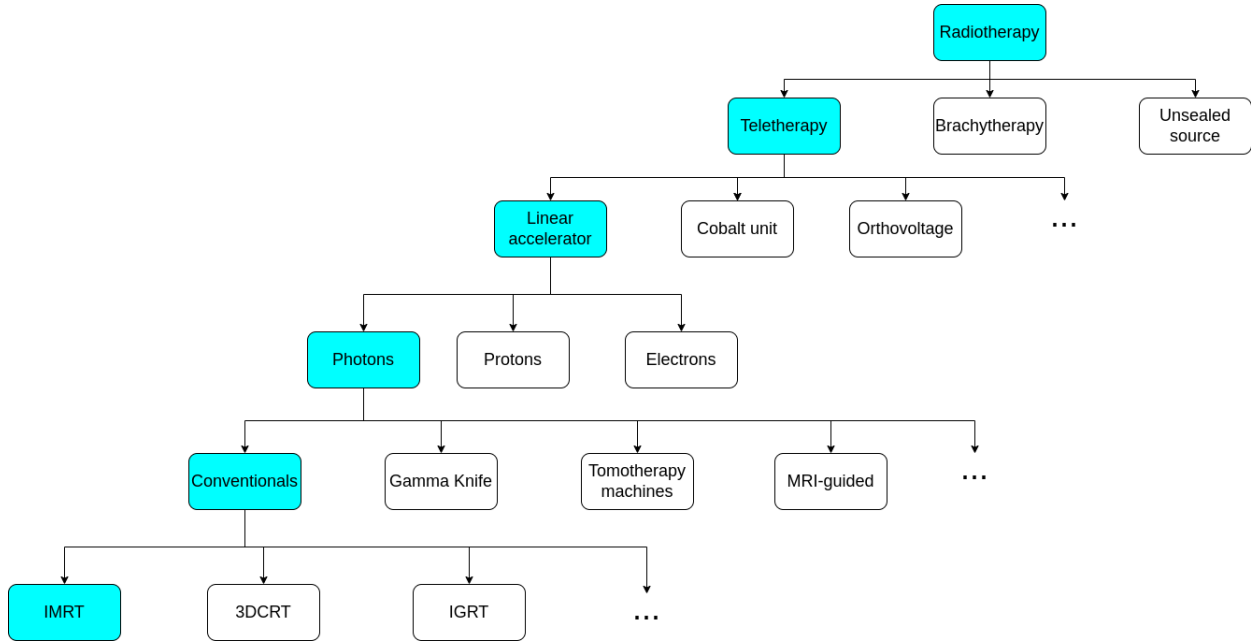 Radiotherapy
Teletherapy
Brachytherapy
Unsealed
source
Linear
accelerator
Cobalt unit
Orthovoltage
...
Photons
Protons
Electrons
Conventionals
Gamma Knife
Tomotherapy
machines
MRI-guided
...
IMRT
3DCRT
IGRT
...